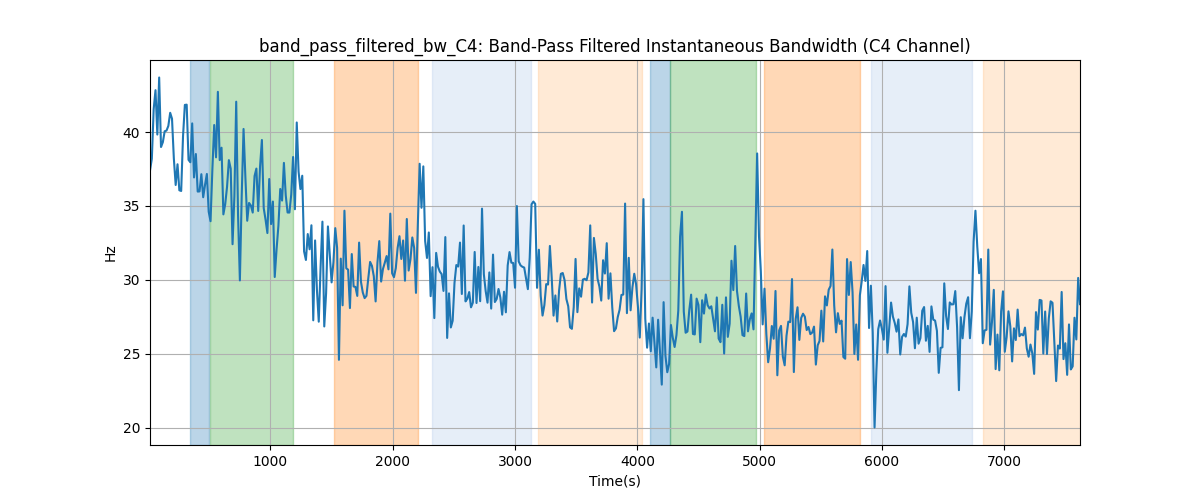 band_pass_filtered_bw_C4: Band-Pass Filtered Instantaneous Bandwidth (C4 Channel)
40
35
30
25
20
Hz
1000 2000 3000 4000 5000 6000 7000
Time(s)